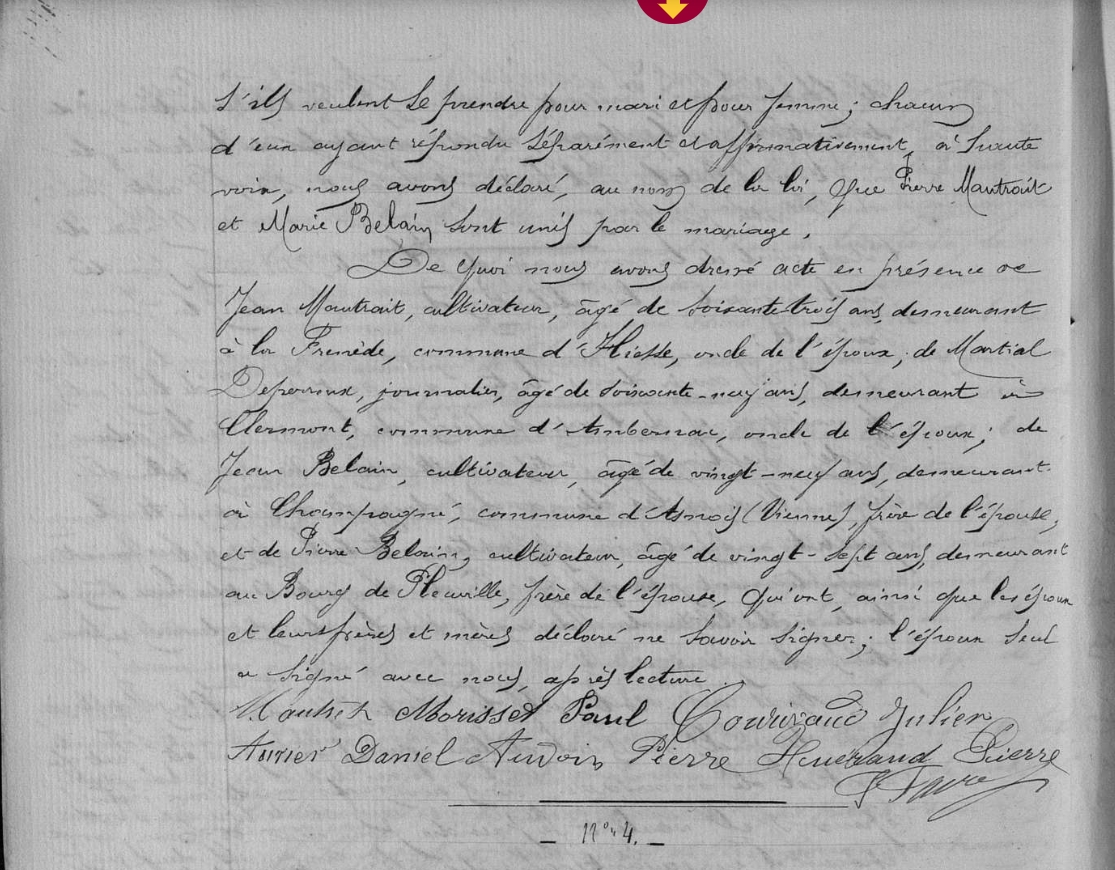 s'ils veulent se prendre pour mari et pour femme; chacun
d'eux ayant répondu séparément et affirmativement, à haute
voix, nous avons déclaré, au nom de la loi, que Pierre Mautrait
et Marie Belain sont unis par le mariage.
De quoi nous avons dressé acte en présence de
Jean Mautrait, cultivateur, âgé de soixante trois ans, demeurant
à la Frenède, commune d'Hiesse, oncle de l'époux; de Martial
journalier, âgé de soixante-neuf ans, demeurant à
Clermont, commune d'Ambernac, oncle de l'époux; de
Jean Belain, cultivateur, âgé de vingt-neuf ans, demeurant
à Champagné, commune d'Asnois (Vienne), frère de l'épouse,
et de Pierre Belain, cultivateur, âgé de vingt-sept ans, demeurant
au Bourg de Pleuville, frère de l'épouse, qui ont, ainsi que les époux
et leurs pères et mères déclaré ne savoir signer; l'époux seul
a signé avec nous, après lecture.
Morisset Paul Courivaud Julien
Daniel Audoin Pierre Pierre
n° 4.